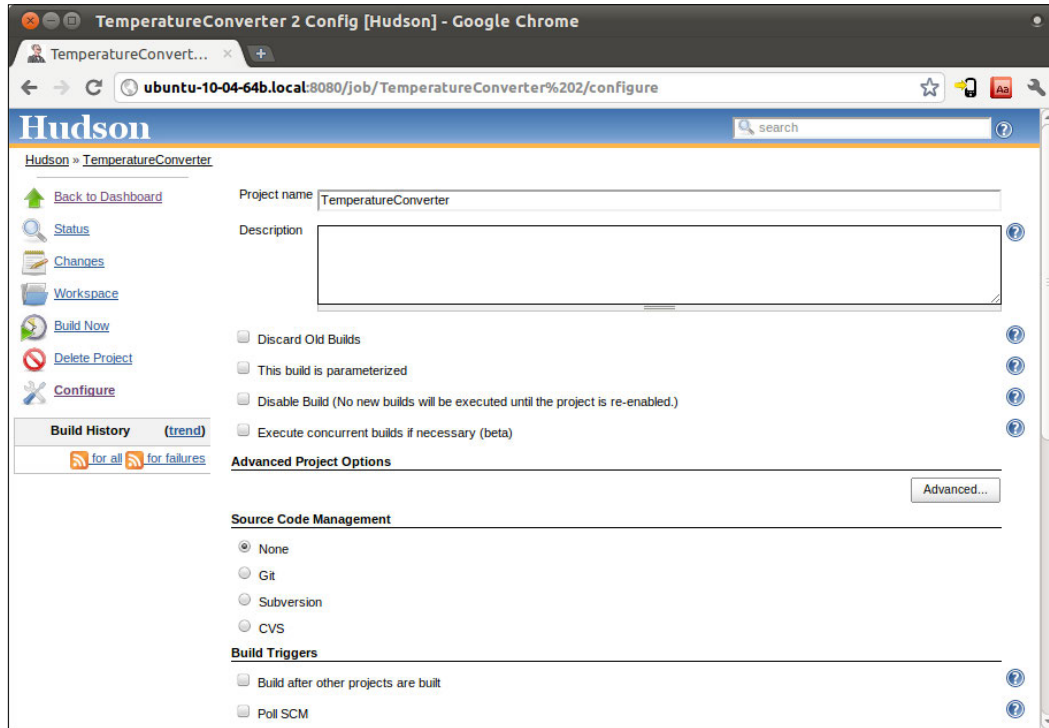 TemperatureConverter 2 Config [Hudson] - Google Chrome
TemperatureConvert...
ubuntu-10-04-64b.local:8080/job/TemperatureConverter%202/configure
Hudson
search
Hudson » TemperatureConverter
Back to Dashboard
Status
Changes
Workspace
Build Now
Delete Project
Configure
Build History (trend)
for all for failures
Project name TemperatureConverter
Description
Discard Old Builds
This build is parameterized
Disable Build (No new builds will be executed until the project is re-enabled.)
Execute concurrent builds if necessary (beta)
Advanced Project Options
Advanced...
Source Code Management
None
Git
Subversion
CVS
Build Triggers
Build after other projects are built
Poll SCM